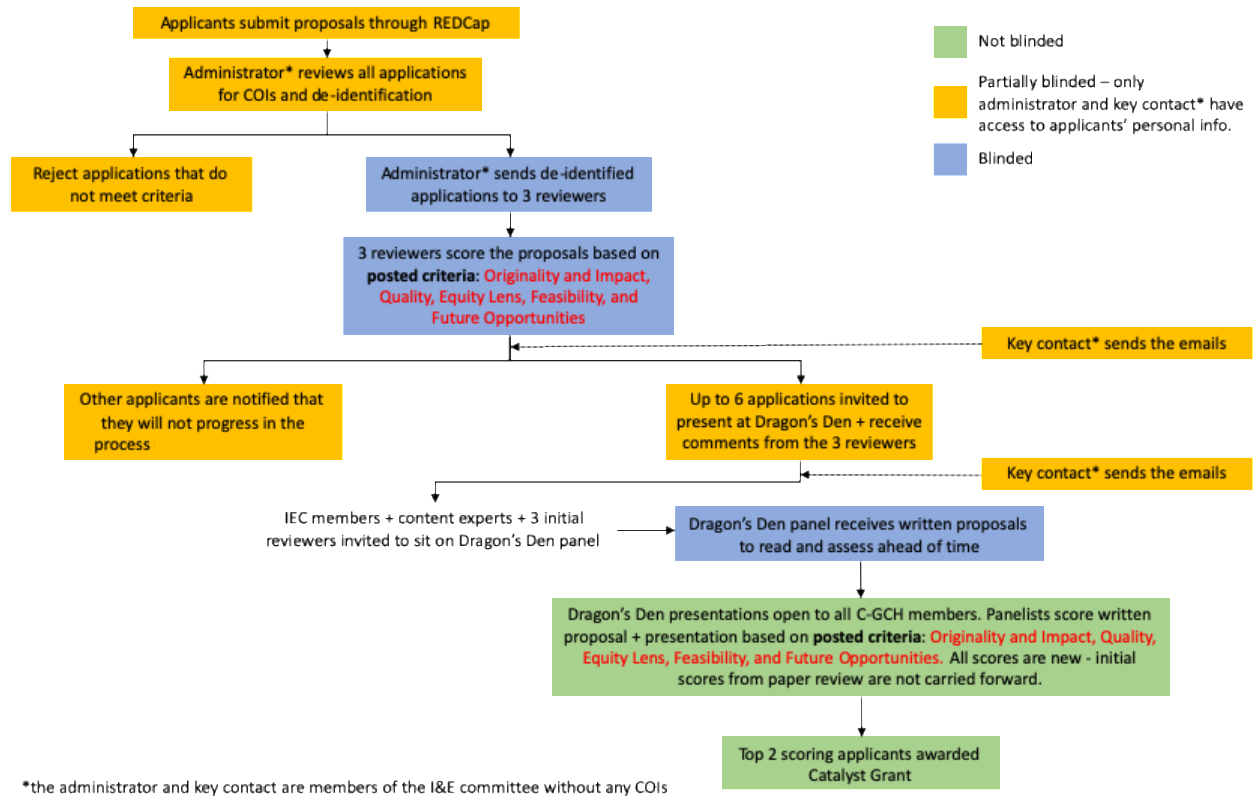 Applicants submit proposals through REDCap
Administrator* reviews all applications
for COIs and de-identification
Reject applications that do
not meet criteria
Administrator* sends de-identified
applications to 3 reviewers
3 reviewers score the proposals based on
posted criteria: Originality and Impact,
Quality, Equity Lens, Feasibility, and
Future Opportunities
Key contact* sends the emails
Other applicants are notified that
they will not progress in the
process
Up to 6 applications invited to
present at Dragon's Den + receive
comments from the 3 reviewers
Key contact* sends the emails
IEC members + content experts + 3 initial
reviewers invited to sit on Dragon's Den panel
Dragon's Den panel receives written proposals
to read and assess ahead of time
Dragon's Den presentations open to all C-GCH members. Panelists score written
proposal + presentation based on posted criteria: Originality and Impact, Quality,
Equity Lens, Feasibility, and Future Opportunities. All scores are new - initial
scores from paper review are not carried forward.
Top 2 scoring applicants awarded
Catalyst Grant
*the administrator and key contact are members of the I&E committee without any COIs
Not blinded
Partially blinded – only
administrator and key contact* have
access to applicants' personal info.
Blinded